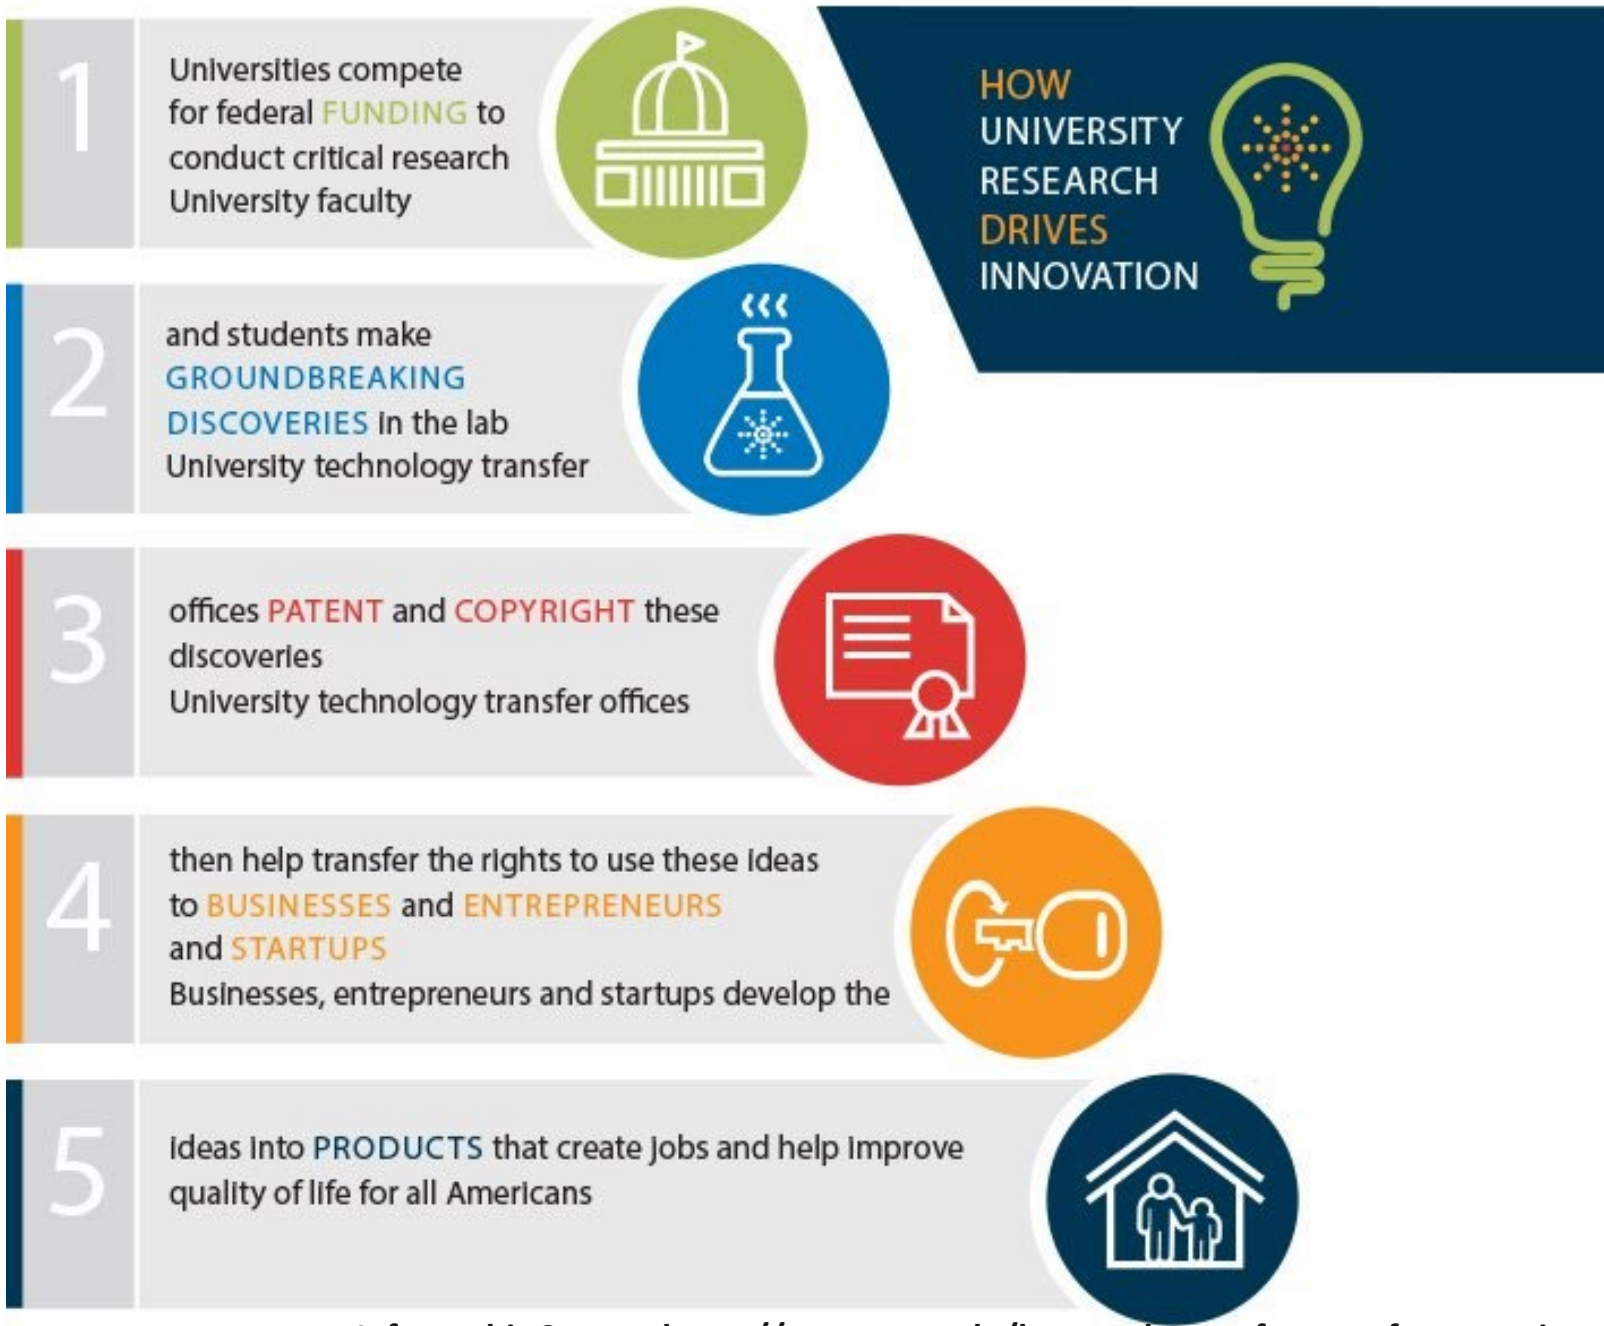 1
Universities compete
for federal FUNDING to
conduct critical research
University faculty
HOW
UNIVERSITY
RESEARCH
DRIVES
INNOVATION
2
and students make
GROUNDBREAKING
DISCOVERIES in the lab
University technology transfer
3
offices PATENT and COPYRIGHT these
discoveries
University technology transfer offices
4
then help transfer the rights to use these ideas
to BUSINESSES and ENTREPRENEURS
and STARTUPS
Businesses, entrepreneurs and startups develop the
5
ideas into PRODUCTS that create jobs and help improve
quality of life for all Americans